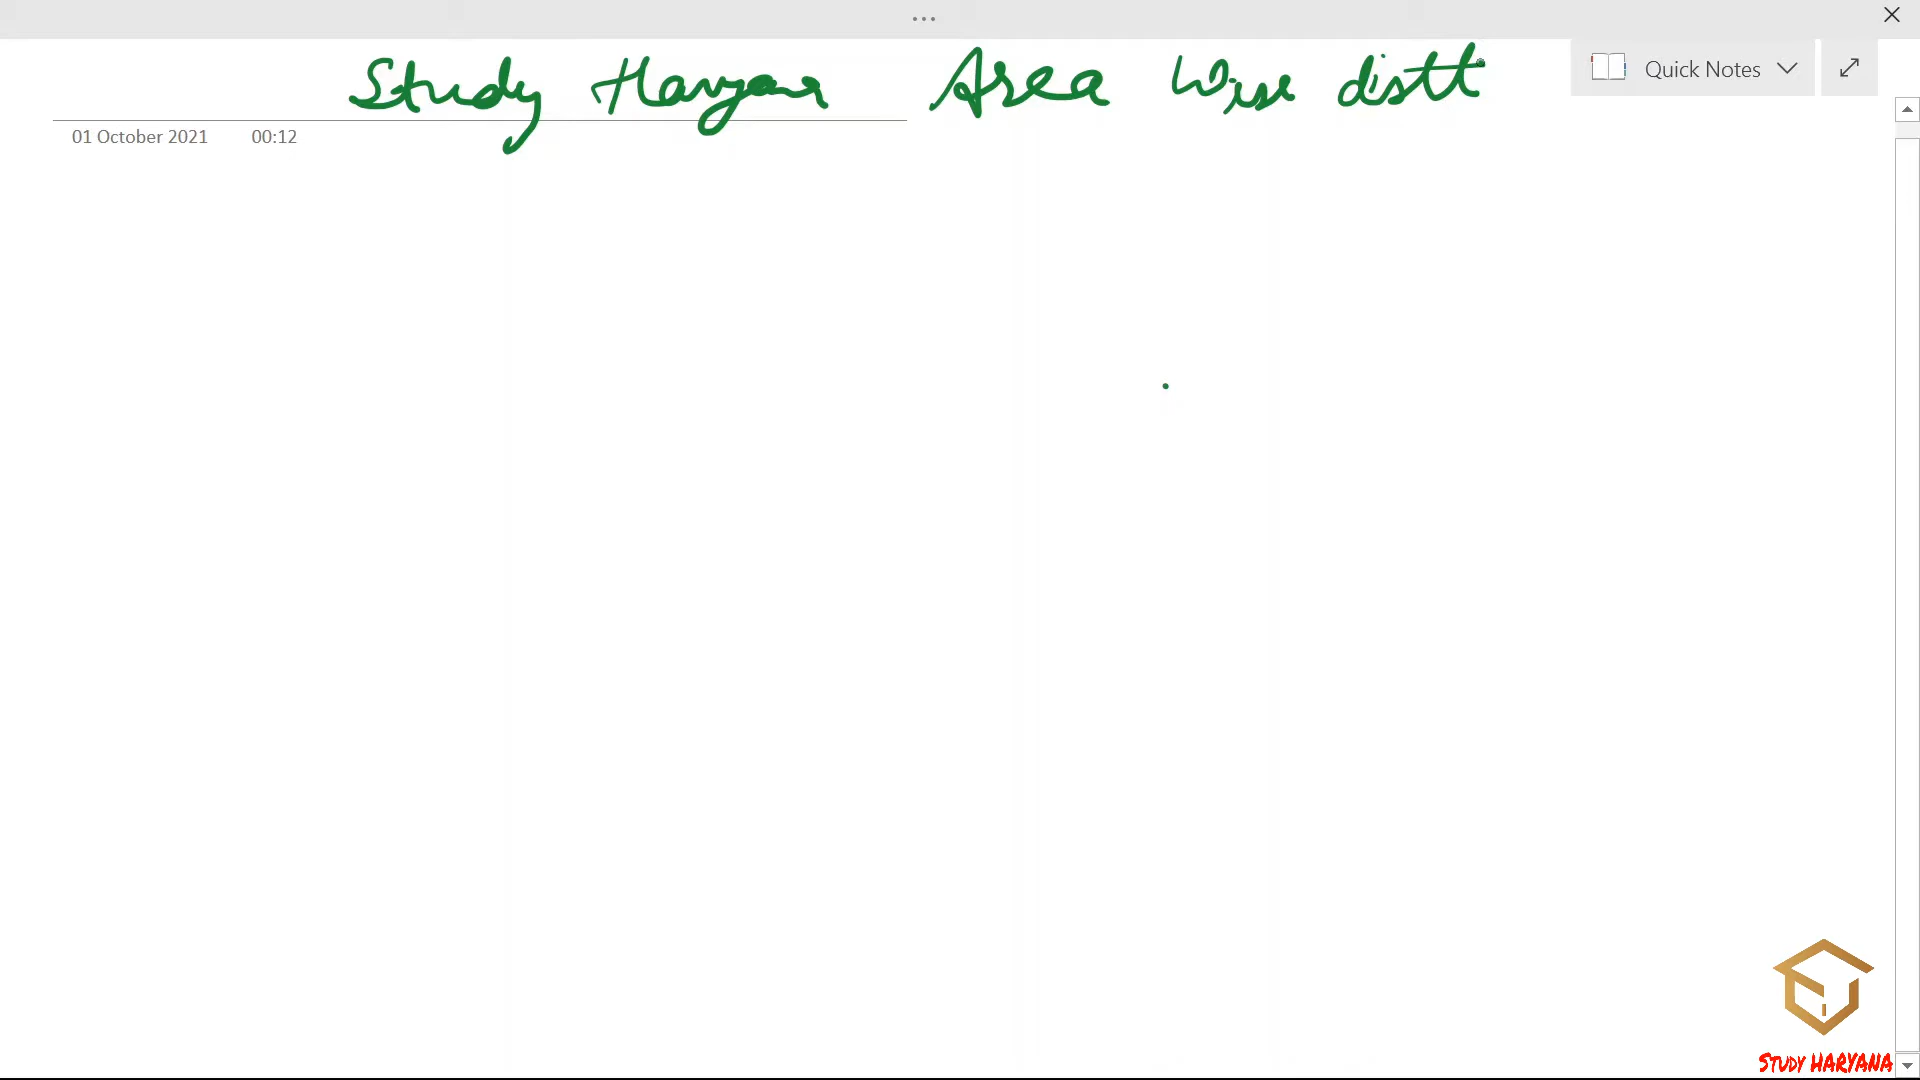 ...
Study Haryana Area Wise distt
Quick Notes
01 October 2021 00:12
STUDY HARYANA